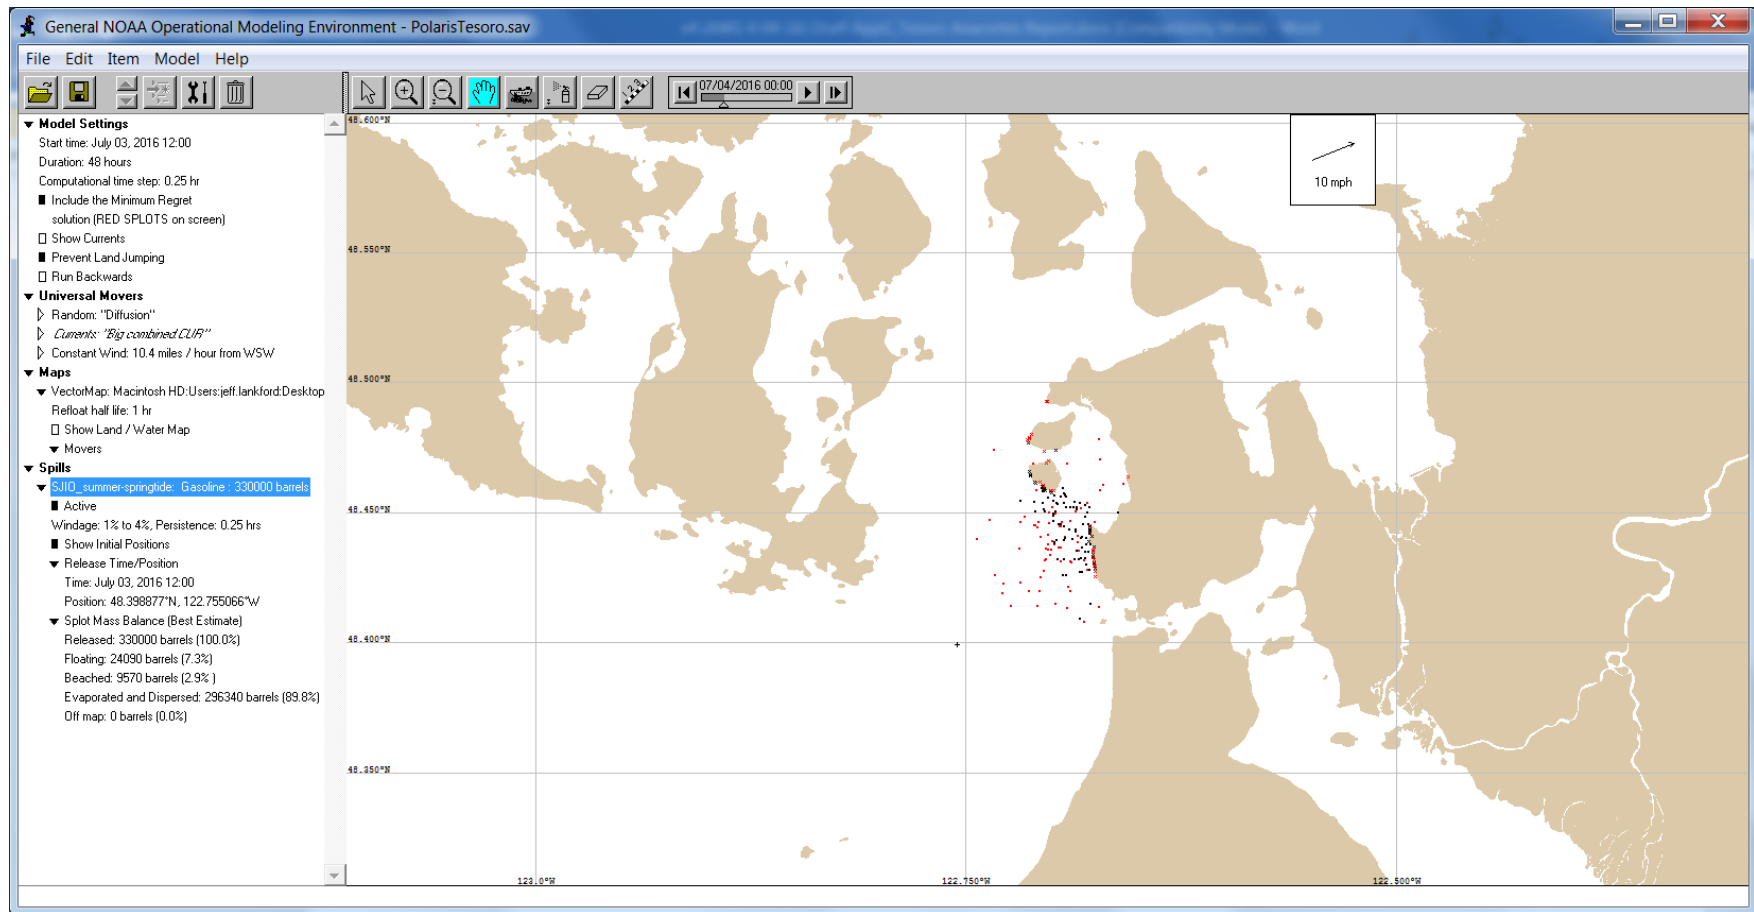 General NOAA Operational Modeling Environment - PolarisTesoro.sav
File Edit Item Model Help
07/04/2016 00:00
Model Settings
Start time: July 03, 2016 12:00
Duration: 48 hours
Computational time step: 0.25 hr
Include the Minimum Regret
solution (RED SPLOTS on screen)
Show Currents
Prevent Land Jumping
Run Backwards
Universal Movers
Random: "Diffusion"
Currents: "Big combined.CUR"
Constant Wind: 10.4 miles / hour from WSW
Maps
VectorMap: Macintosh HD:Users:jeff.lankford:Desktop
Refloat half life: 1 hr
Show Land / Water Map
Movers
Spills
SJIO_summer-springtide: Gasoline : 330000 barrels
Active
Windage: 1% to 4%, Persistence: 0.25 hrs
Show Initial Positions
Release Time/Position
Time: July 03, 2016 12:00
Position: 48.398877°N, 122.755066°W
Splot Mass Balance (Best Estimate)
Released: 330000 barrels (100.0%)
Floating: 24090 barrels (7.3%)
Beached: 9570 barrels (2.9% )
Evaporated and Dispersed: 296340 barrels (89.8%)
Off map: 0 barrels (0.0%)
48.600°N
10 mph
48.550°N
48.500°N
48.450°N
48.400°N
48.350°N
123.0°W
122.750°W
122.500°W